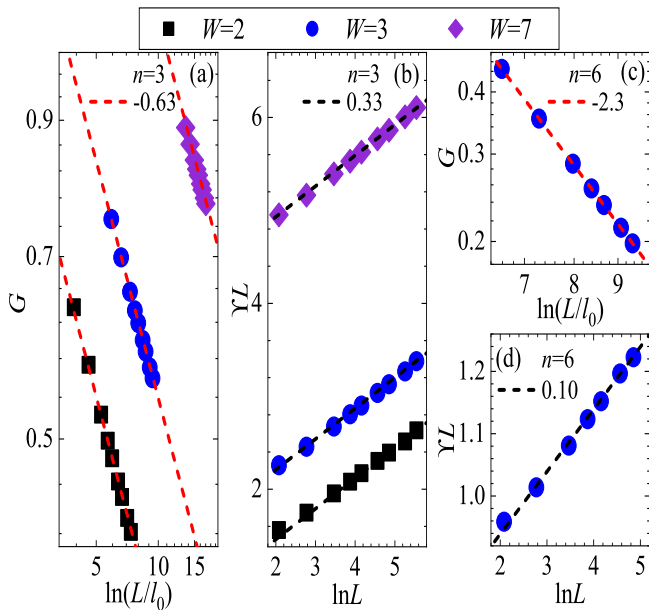 W=2 W=3 W=7
n=3 (a)
-0.63
0.9
0.7
0.5
G
5 10 15
ln(L/l0)
n=3 (b)
0.33
6
4
2
ΥL
2 3 4 5
lnL
n=6 (c)
-2.3
0.4
0.3
0.2
G
7 8 9
ln(L/l0)
(d) n=6
0.10
1.2
1.1
1.0
ΥL
2 3 4 5
lnL